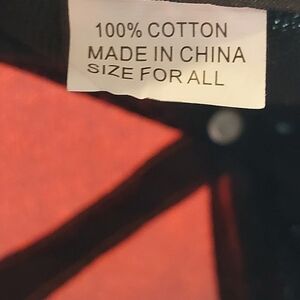 100% COTTON
MADE IN CHINA
SIZE FOR ALL